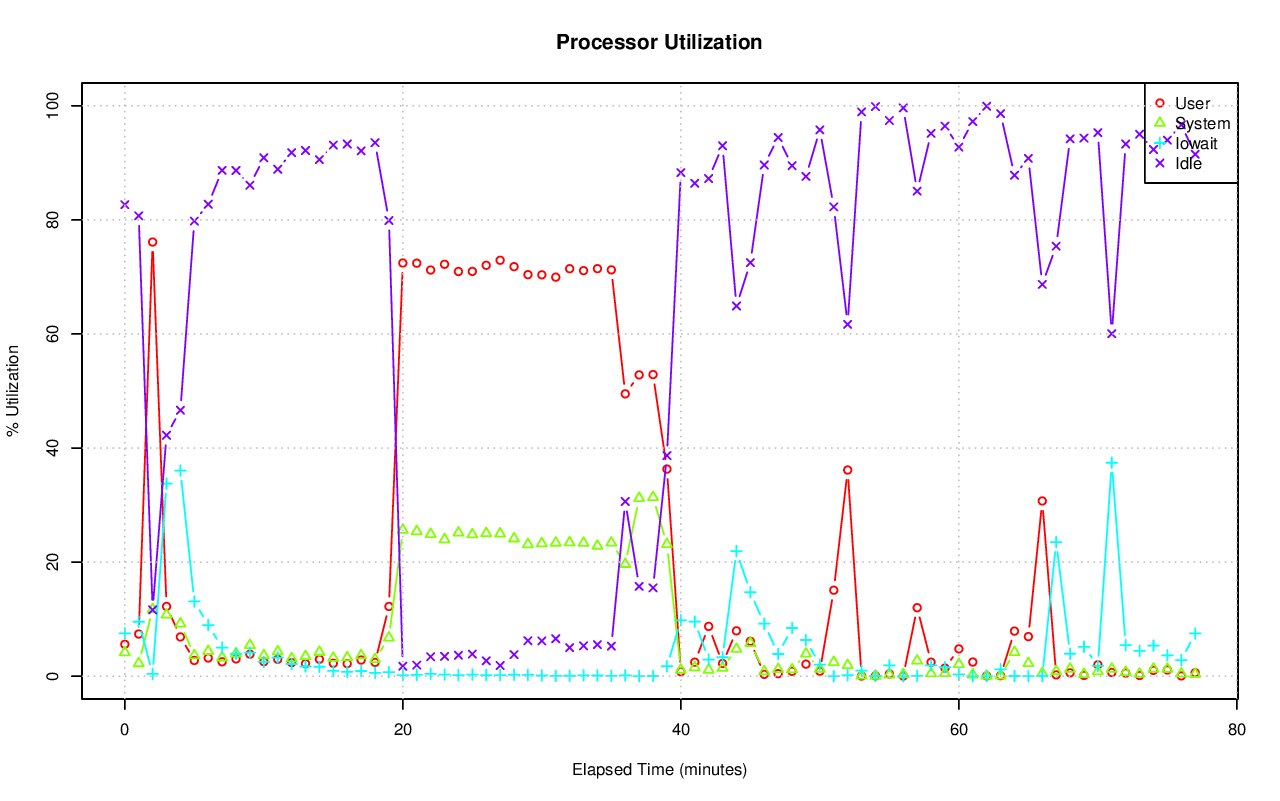 Processor Utilization
100
80
60
40
20
0
% Utilization
User
System
Iowait
Idle
0 20 40 60 80
Elapsed Time (minutes)